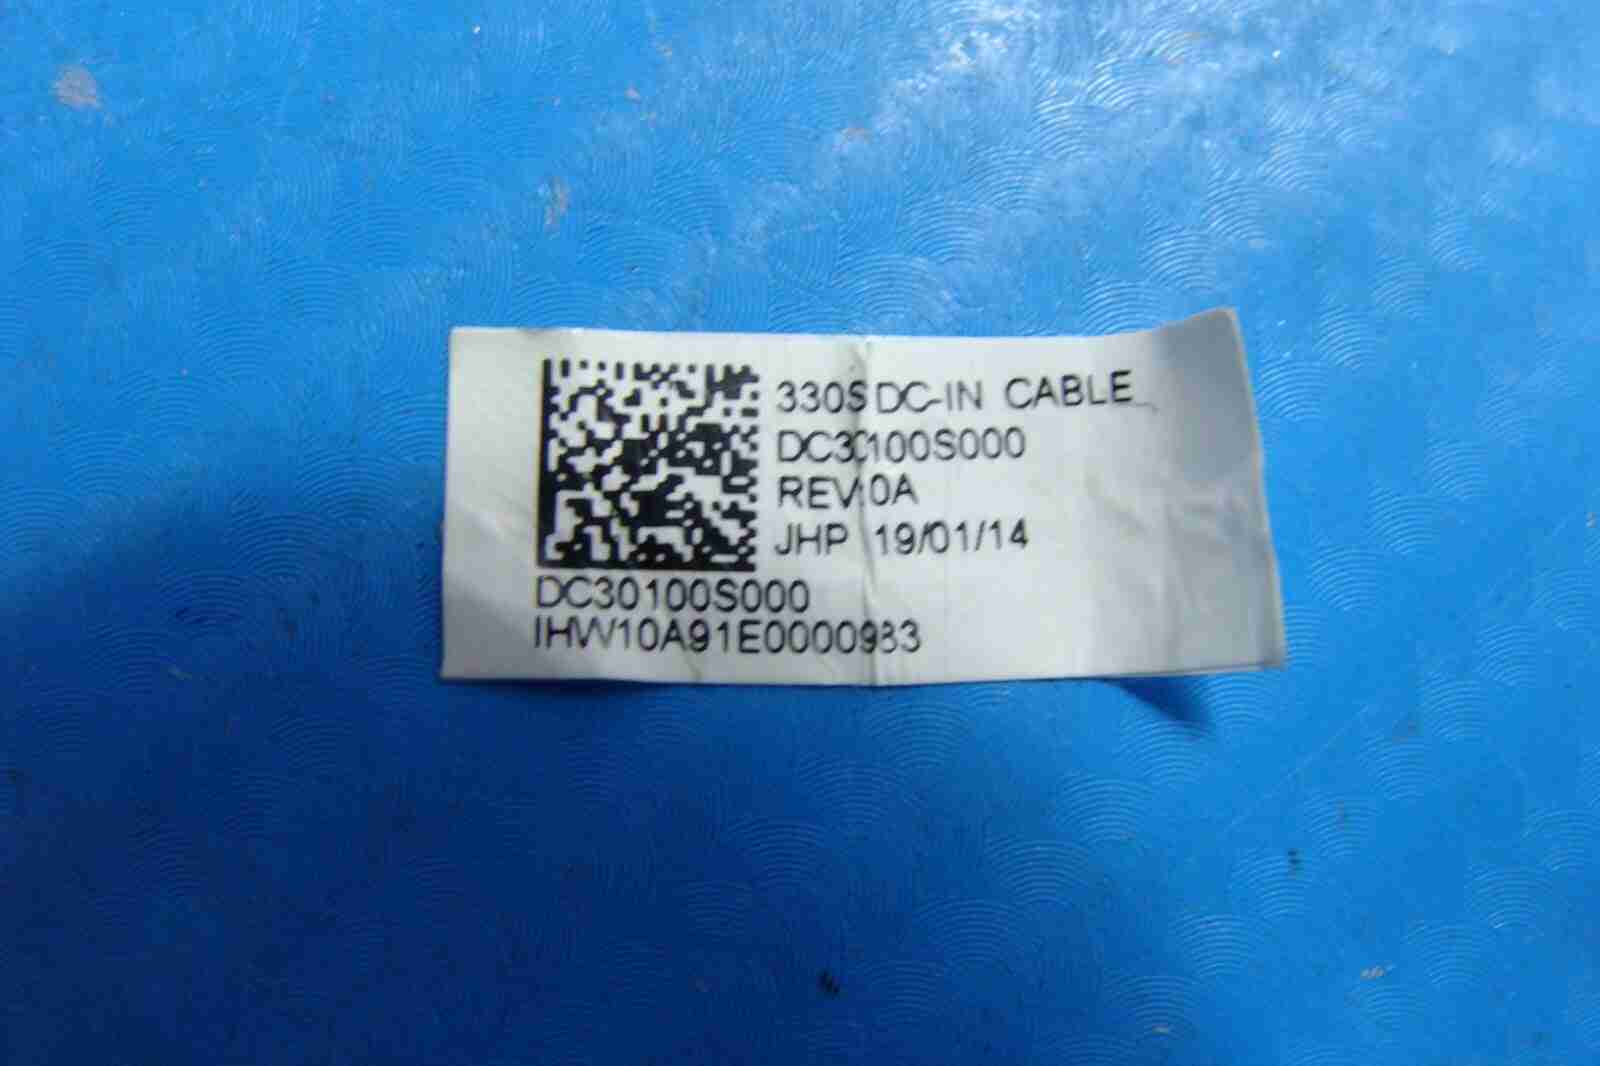 330S DC-IN CABLE
DC30100S000
REV:0A
JHP 19/01/14
DC30100S000
IHW10A91E0000983